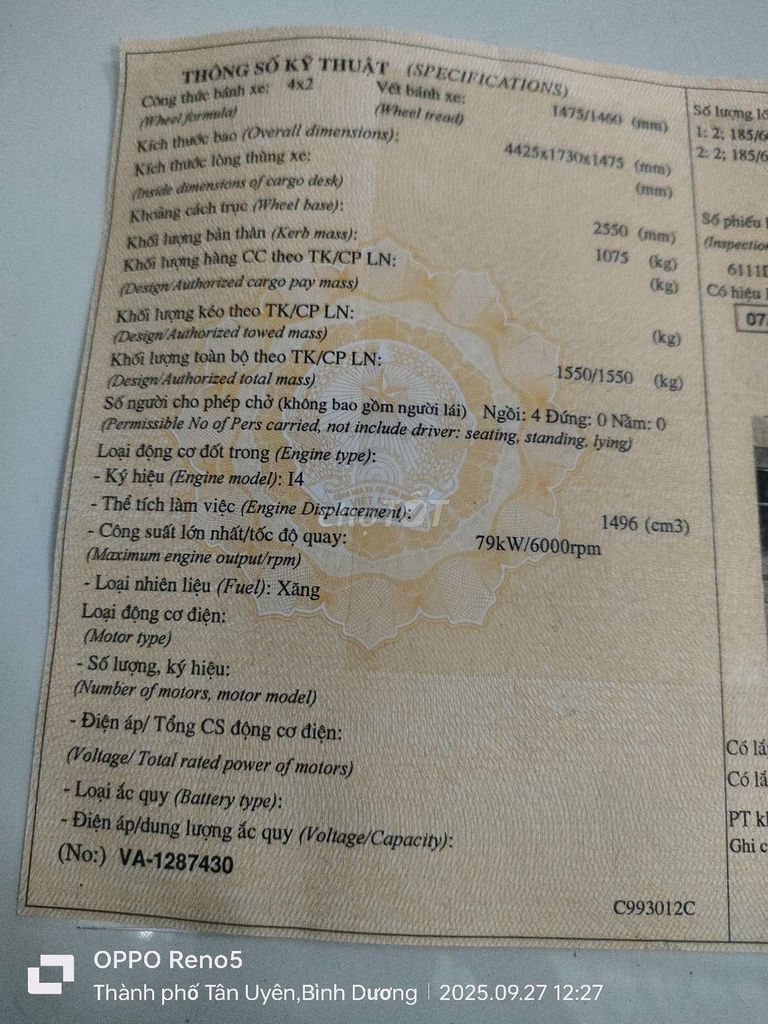 THÔNG SỐ KỸ THUẬT (SPECIFICATIONS)
Công thức bánh xe: 4x2 Vết bánh xe: 1475/1460 (mm)
(Wheel formula) (Wheel tread)
Kích thước bao (Overall dimensions): 4425x1730x1475 (mm)
Kích thước lòng thùng xe: (mm)
(Inside dimensions of cargo desk)
Khoảng cách trục (Wheel base): 2550 (mm)
Khối lượng bản thân (Kerb mass): 1075 (kg)
Khối lượng hàng CC theo TK/CP LN: (kg)
(Design/Authorized cargo pay mass)
Khối lượng kéo theo TK/CP LN: (kg)
(Design/Authorized towed mass)
Khối lượng toàn bộ theo TK/CP LN: 1550/1550 (kg)
(Design/Authorized total mass)
Số người cho phép chở (không bao gồm người lái) Ngồi: 4 Đứng: 0 Nằm: 0
(Permissible No of Pers carried, not include driver: seating, standing, lying)
Loại động cơ đốt trong (Engine type):
- Ký hiệu (Engine model): I4
- Thể tích làm việc (Engine Displacement): 1496 (cm3)
- Công suất lớn nhất/tốc độ quay: 79kW/6000rpm
(Maximum engine output/rpm)
- Loại nhiên liệu (Fuel): Xăng
Loại động cơ điện:
(Motor type)
- Số lượng, ký hiệu:
(Number of motors, motor model)
- Điện áp/ Tổng CS động cơ điện:
(Voltage/ Total rated power of motors)
- Loại ắc quy (Battery type):
- Điện áp/dung lượng ắc quy (Voltage/Capacity):
(No:) VA-1287430
C993012C
Số lượng lố
1: 2; 185/6
2: 2; 185/6
Số phiếu
(Inspection
6111D
Có hiệu
07
Có lắ
Có lắ
PT k
Ghi c
chợTỐT
OPPO Reno5
Thành phố Tân Uyên,Bình Dương | 2025.09.27 12:27